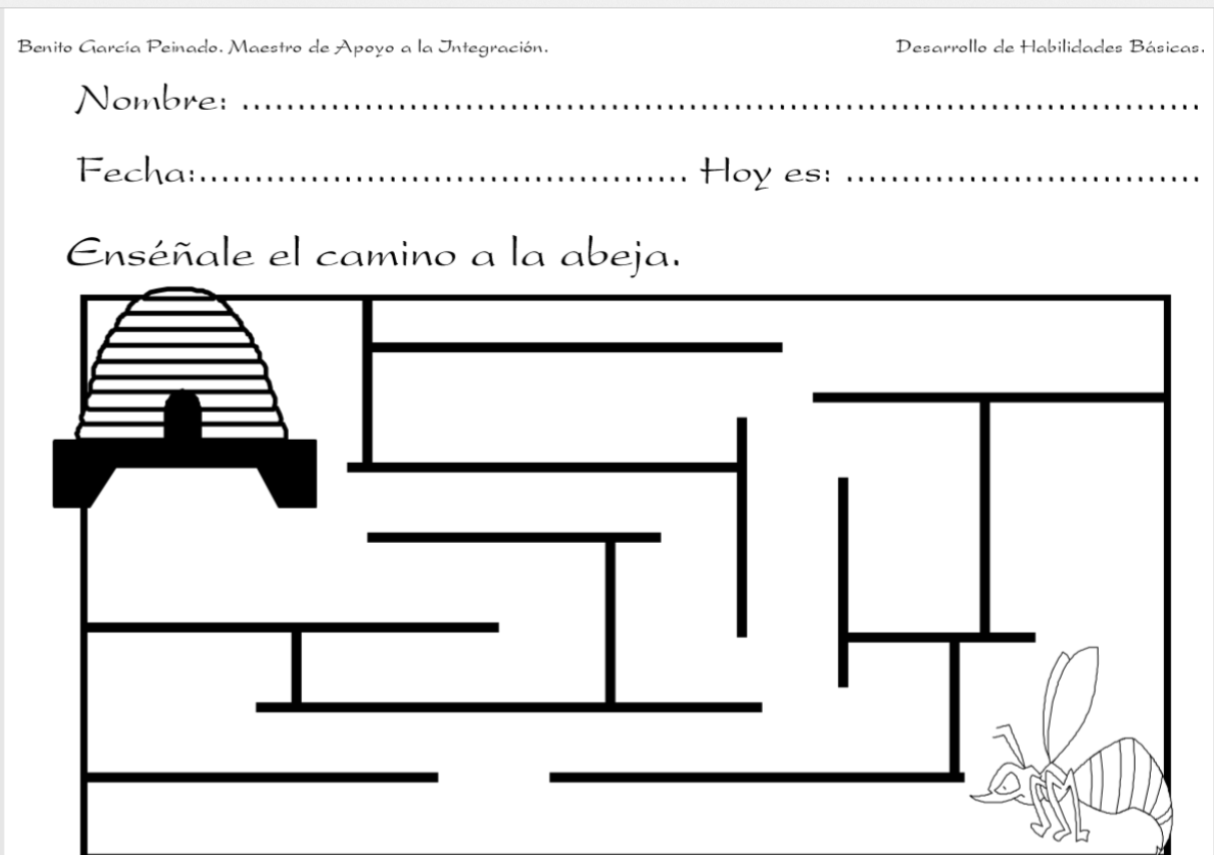 Benito García Peinado. Maestro de Apoyo a la Integración. Desarrollo de Habilidades Básicas.
Nombre: ................................................................................
Fecha:........................................... Hoy es: ...............................
Enséñale el camino a la abeja.